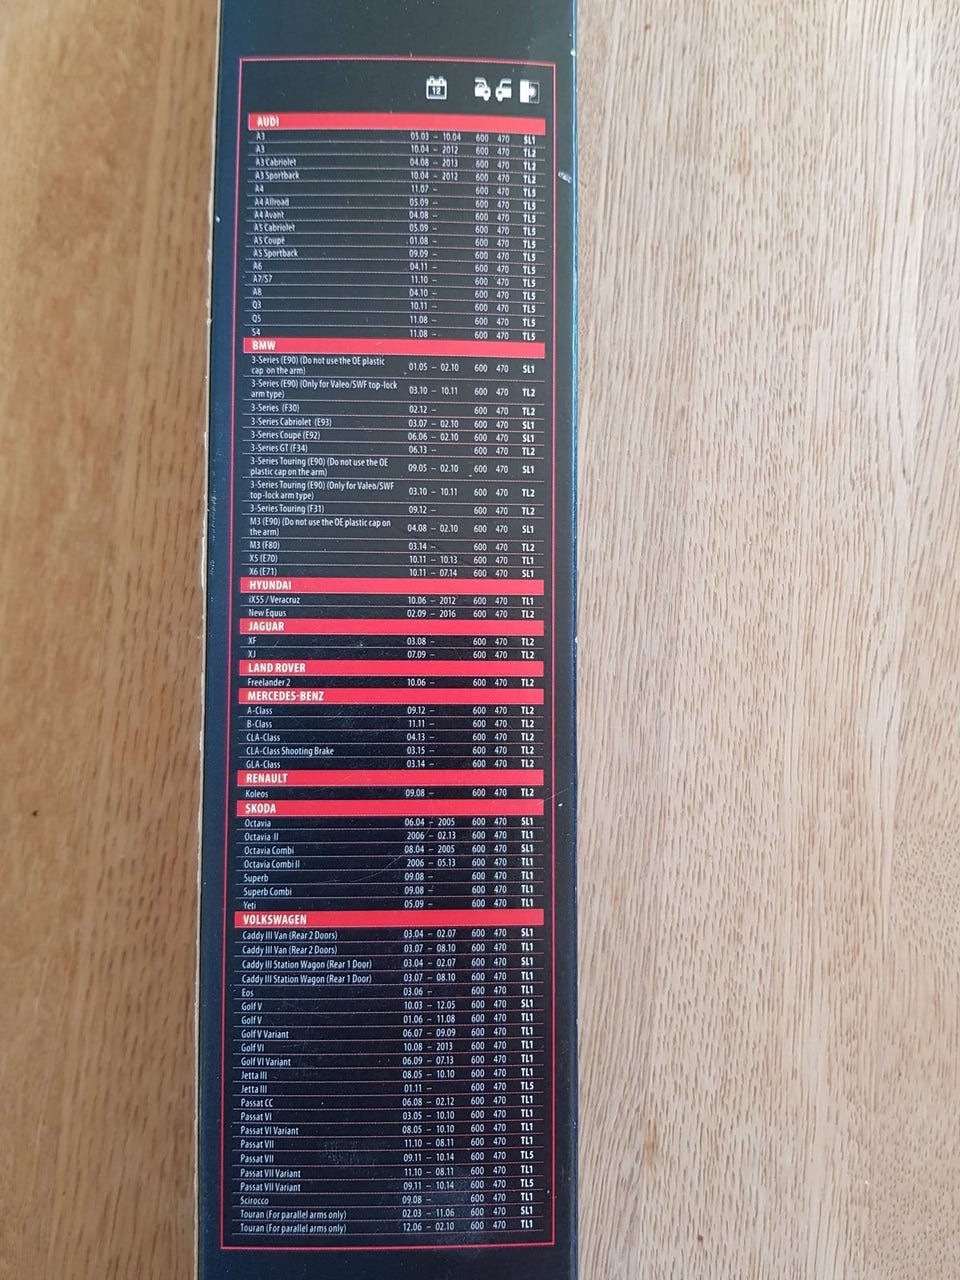 12
AUDI
A3 05.03 – 10.04 600 470 SL1
A3 10.04 – 2012 600 470 TL2
A3 Cabriolet 04.08 – 2013 600 470 TL2
A3 Sportback 10.04 – 2012 600 470 TL2
A4 11.07 – 600 470 TL5
A4 Allroad 05.09 – 600 470 TL5
A4 Avant 04.08 – 600 470 TL5
A5 Cabriolet 05.09 – 600 470 TL5
A5 Coupé 01.08 – 600 470 TL5
A5 Sportback 09.09 – 600 470 TL5
A6 04.11 – 600 470 TL5
A7/S7 11.10 – 600 470 TL5
A8 04.10 – 600 470 TL5
Q3 10.11 – 600 470 TL5
Q5 11.08 – 600 470 TL5
S4 11.08 – 600 470 TL5
BMW
3-Series (E90) (Do not use the OE plastic
cap on the arm) 01.05 – 02.10 600 470 SL1
3-Series (E90) (Only for Valeo/SWF top-lock
arm type) 03.10 – 10.11 600 470 TL2
3-Series (F30) 02.12 – 600 470 TL2
3-Series Cabriolet (E93) 03.07 – 02.10 600 470 SL1
3-Series Coupé (E92) 06.06 – 02.10 600 470 SL1
3-Series GT (F34) 06.13 – 600 470 TL2
3-Series Touring (E90) (Do not use the OE
plastic cap on the arm) 09.05 – 02.10 600 470 SL1
3-Series Touring (E90) (Only for Valeo/SWF
top-lock arm type) 03.10 – 10.11 600 470 TL2
3-Series Touring (F31) 09.12 – 600 470 TL2
M3 (E90) (Do not use the OE plastic cap on
the arm) 04.08 – 02.10 600 470 SL1
M3 (F80) 03.14 – 600 470 TL2
X5 (E70) 10.11 – 10.13 600 470 TL1
X6 (E71) 10.11 – 07.14 600 470 SL1
HYUNDAI
iX55 / Veracruz 10.06 – 2012 600 470 TL1
New Equus 02.09 – 2016 600 470 TL2
JAGUAR
XF 03.08 – 600 470 TL2
XJ 07.09 – 600 470 TL2
LAND ROVER
Freelander 2 10.06 – 600 470 TL2
MERCEDES-BENZ
A-Class 09.12 – 600 470 TL2
B-Class 11.11 – 600 470 TL2
CLA-Class 04.13 – 600 470 TL2
CLA-Class Shooting Brake 03.15 – 600 470 TL2
GLA-Class 03.14 – 600 470 TL2
RENAULT
Koleos 09.08 – 600 470 TL2
SKODA
Octavia 06.04 – 2005 600 470 SL1
Octavia II 2006 – 02.13 600 470 TL1
Octavia Combi 08.04 – 2005 600 470 SL1
Octavia Combi II 2006 – 05.13 600 470 TL1
Superb 09.08 – 600 470 TL1
Superb Combi 09.08 – 600 470 TL1
Yeti 05.09 – 600 470 TL1
VOLKSWAGEN
Caddy III Van (Rear 2 Doors) 03.04 – 02.07 600 470 SL1
Caddy III Van (Rear 2 Doors) 03.07 – 08.10 600 470 TL1
Caddy III Station Wagon (Rear 1 Door) 03.04 – 02.07 600 470 SL1
Caddy III Station Wagon (Rear 1 Door) 03.07 – 08.10 600 470 TL1
Eos 03.06 – 600 470 TL1
Golf V 10.03 – 12.05 600 470 SL1
Golf V 01.06 – 11.08 600 470 TL1
Golf V Variant 06.07 – 09.09 600 470 TL1
Golf VI 10.08 – 2013 600 470 TL1
Golf VI Variant 06.09 – 07.13 600 470 TL1
Jetta III 08.05 – 10.10 600 470 TL1
Jetta III 01.11 – 600 470 TL5
Passat CC 06.08 – 02.12 600 470 TL1
Passat VI 03.05 – 10.10 600 470 TL1
Passat VI Variant 08.05 – 10.10 600 470 TL1
Passat VII 11.10 – 08.11 600 470 TL1
Passat VII 09.11 – 10.14 600 470 TL5
Passat VII Variant 11.10 – 08.11 600 470 TL1
Passat VII Variant 09.11 – 10.14 600 470 TL5
Scirocco 09.08 – 600 470 TL1
Touran (For parallel arms only) 02.03 – 11.06 600 470 SL1
Touran (For parallel arms only) 12.06 – 02.10 600 470 TL1